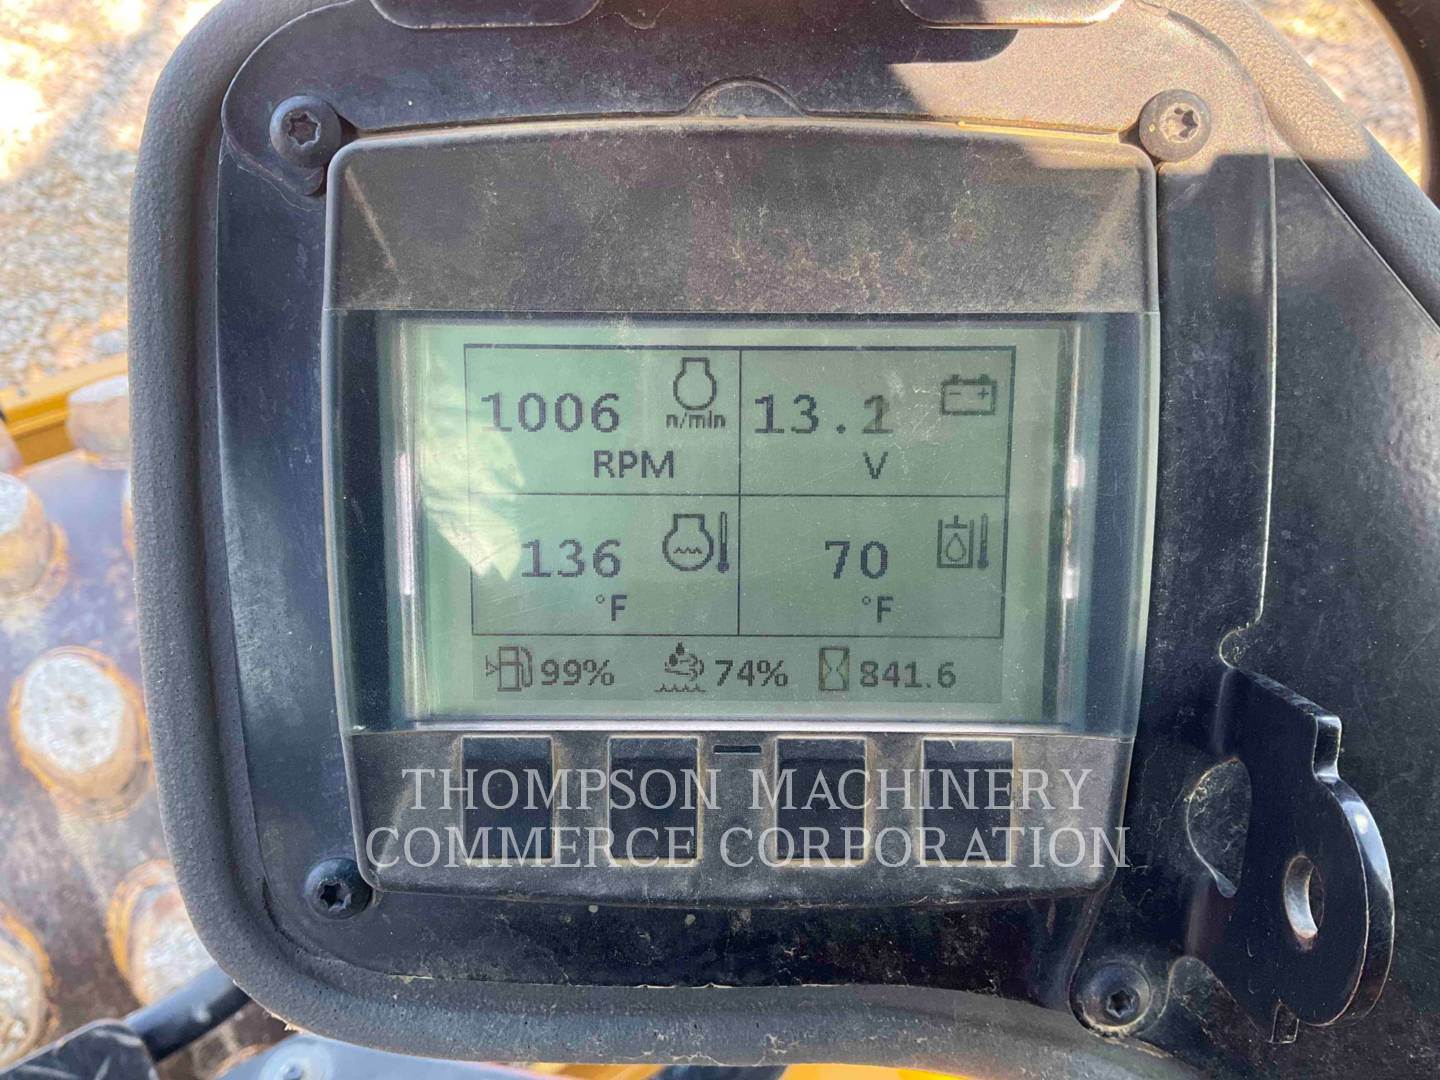 1006 n/min 13.1
RPM V
136 70
°F °F
99% 74% 841.6
THOMPSON MACHINERY
COMMERCE CORPORATION